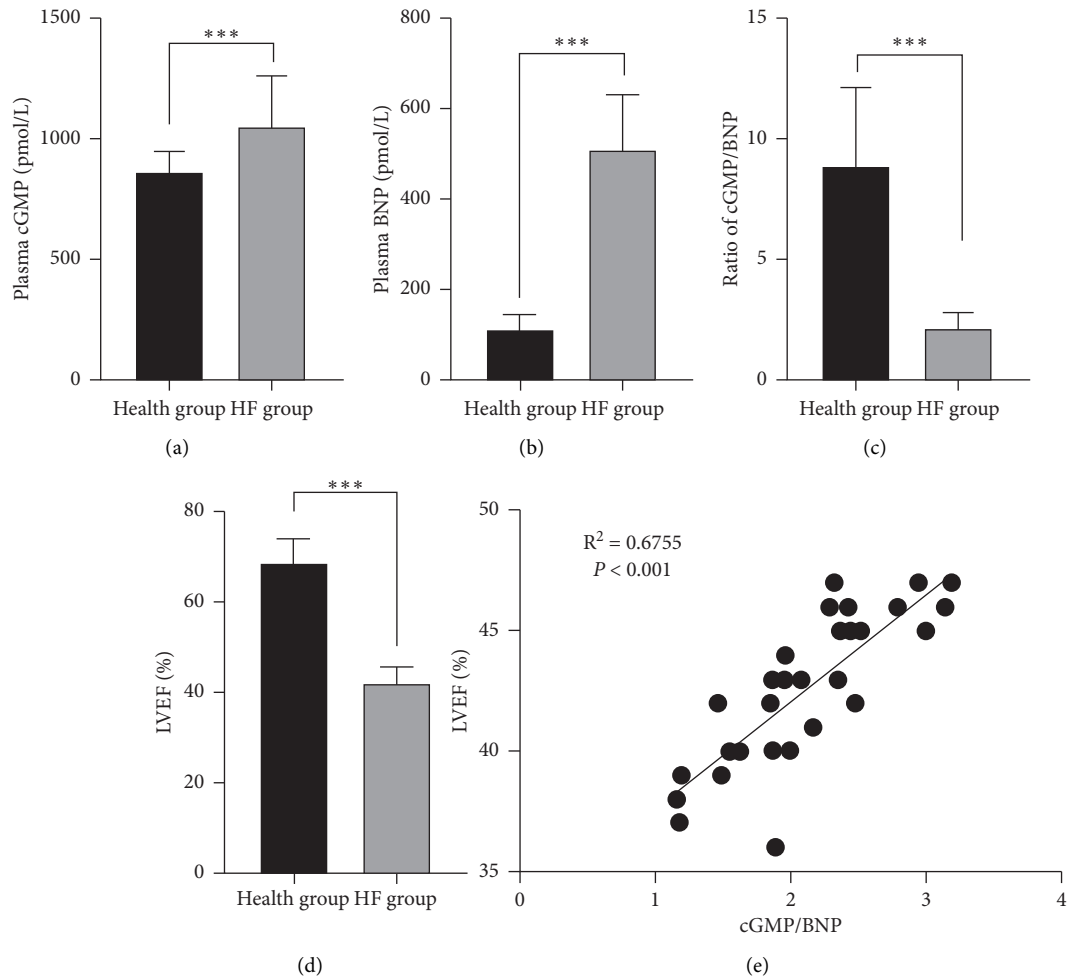 Plasma cGMP (pmol/L)
1500
1000
500
0
***
Health group HF group
(a)
Plasma BNP (pmol/L)
800
600
400
200
0
***
Health group HF group
(b)
Ratio of cGMP/BNP
15
10
5
0
***
Health group HF group
(c)
LVEF (%)
80
60
40
20
0
***
Health group HF group
(d)
LVEF (%)
50
45
40
35
R² = 0.6755
P < 0.001
0 1 2 3 4
cGMP/BNP
(e)